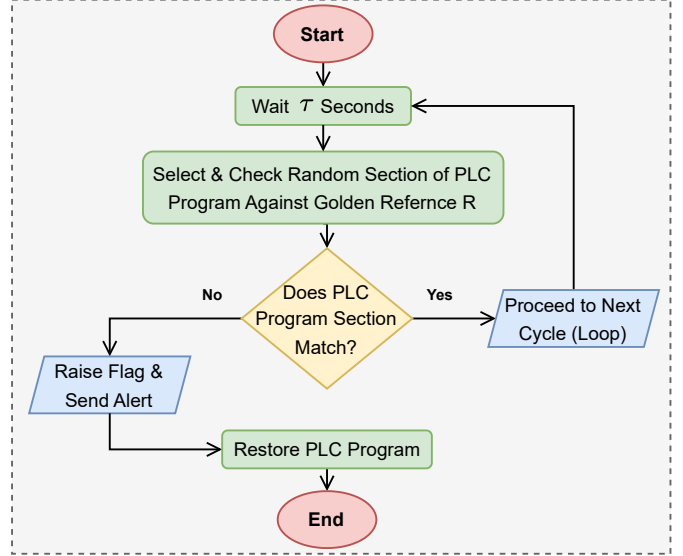 Start
Wait τ Seconds
Select & Check Random Section of PLC
Program Against Golden Refernce R
No
Does PLC
Program Section
Match?
Yes
Proceed to Next
Cycle (Loop)
Raise Flag &
Send Alert
Restore PLC Program
End